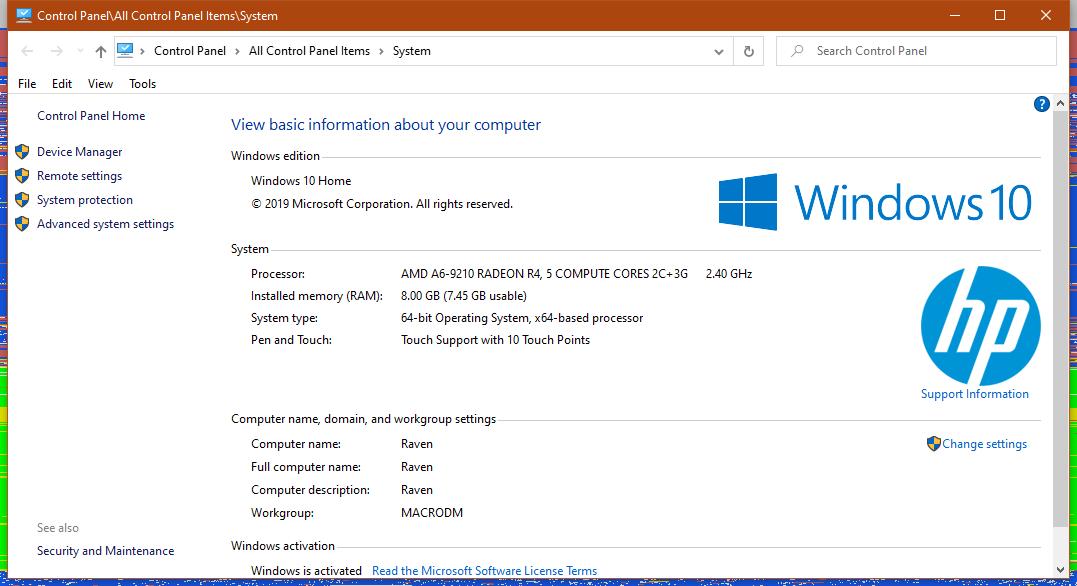 Control Panel\All Control Panel Items\System
Control Panel > All Control Panel Items > System
Search Control Panel
File Edit View Tools
?
Control Panel Home
Device Manager
Remote settings
System protection
Advanced system settings
See also
Security and Maintenance
View basic information about your computer
Windows edition
Windows 10 Home
© 2019 Microsoft Corporation. All rights reserved.
Windows 10
System
Processor: AMD A6-9210 RADEON R4, 5 COMPUTE CORES 2C+3G 2.40 GHz
Installed memory (RAM): 8.00 GB (7.45 GB usable)
System type: 64-bit Operating System, x64-based processor
Pen and Touch: Touch Support with 10 Touch Points
hp
Support Information
Computer name, domain, and workgroup settings
Computer name: Raven
Change settings
Full computer name: Raven
Computer description: Raven
Workgroup: MACRODM
Windows activation
Windows is activated Read the Microsoft Software License Terms